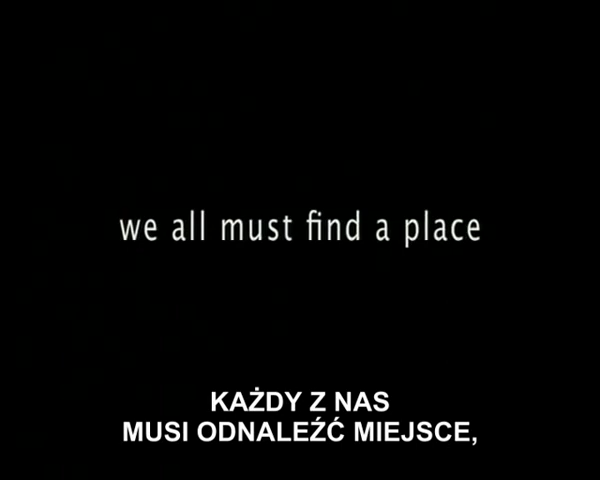 we all must find a place
KAŻDY Z NAS
MUSI ODNALEŹĆ MIEJSCE,